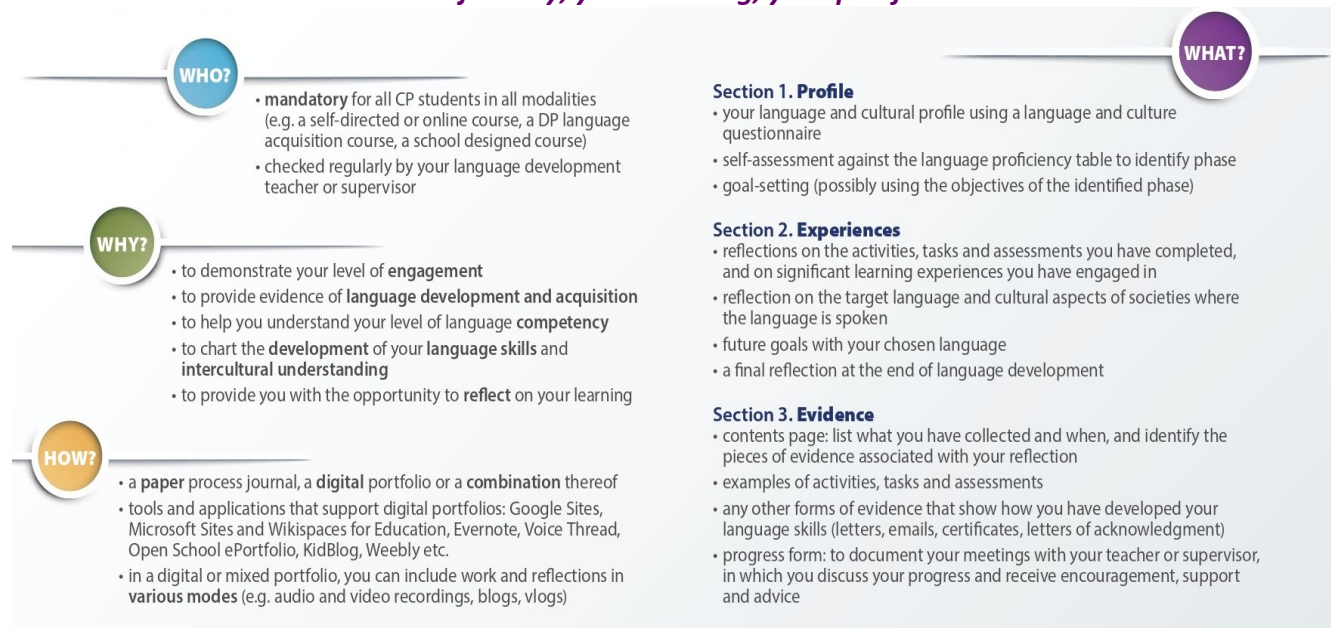 WHO?
• mandatory for all CP students in all modalities
(e.g. a self-directed or online course, a DP language
acquisition course, a school designed course)
• checked regularly by your language development
teacher or supervisor
WHY?
• to demonstrate your level of engagement
• to provide evidence of language development and acquisition
• to help you understand your level of language competency
• to chart the development of your language skills and
intercultural understanding
• to provide you with the opportunity to reflect on your learning
HOW?
• a paper process journal, a digital portfolio or a combination thereof
• tools and applications that support digital portfolios: Google Sites,
Microsoft Sites and Wikispaces for Education, Evernote, Voice Thread,
Open School ePortfolio, KidBlog, Weebly etc.
• in a digital or mixed portfolio, you can include work and reflections in
various modes (e.g. audio and video recordings, blogs, vlogs)
WHAT?
Section 1. Profile
• your language and cultural profile using a language and culture
questionnaire
• self-assessment against the language proficiency table to identify phase
• goal-setting (possibly using the objectives of the identified phase)
Section 2. Experiences
• reflections on the activities, tasks and assessments you have completed,
and on significant learning experiences you have engaged in
• reflection on the target language and cultural aspects of societies where
the language is spoken
• future goals with your chosen language
• a final reflection at the end of language development
Section 3. Evidence
• contents page: list what you have collected and when, and identify the
pieces of evidence associated with your reflection
• examples of activities, tasks and assessments
• any other forms of evidence that show how you have developed your
language skills (letters, emails, certificates, letters of acknowledgment)
• progress form: to document your meetings with your teacher or supervisor,
in which you discuss your progress and receive encouragement, support
and advice